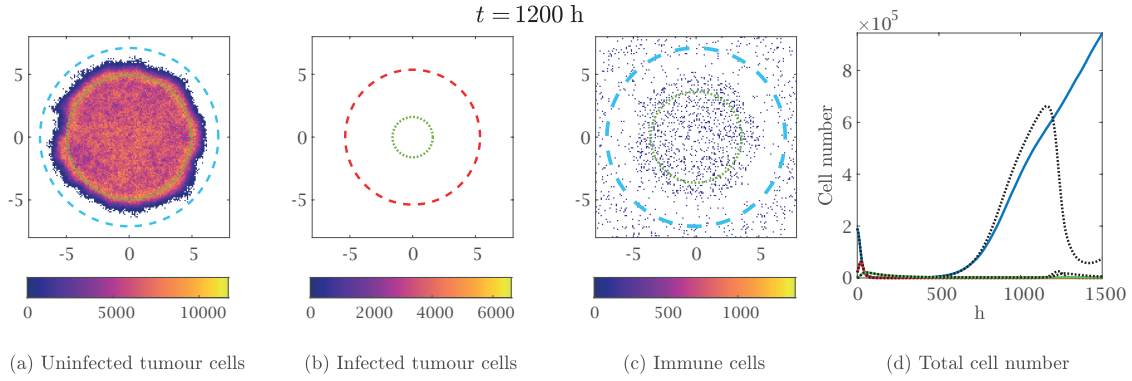 t = 1200 h
5
0
-5
-5 0 5
0 5000 10000
(a) Uninfected tumour cells
5
0
-5
-5 0 5
0 2000 4000 6000
(b) Infected tumour cells
5
0
-5
-5 0 5
0 500 1000
(c) Immune cells
×10⁵
8
6
4
2
0
Cell number
0 500 1000 1500
h
(d) Total cell number